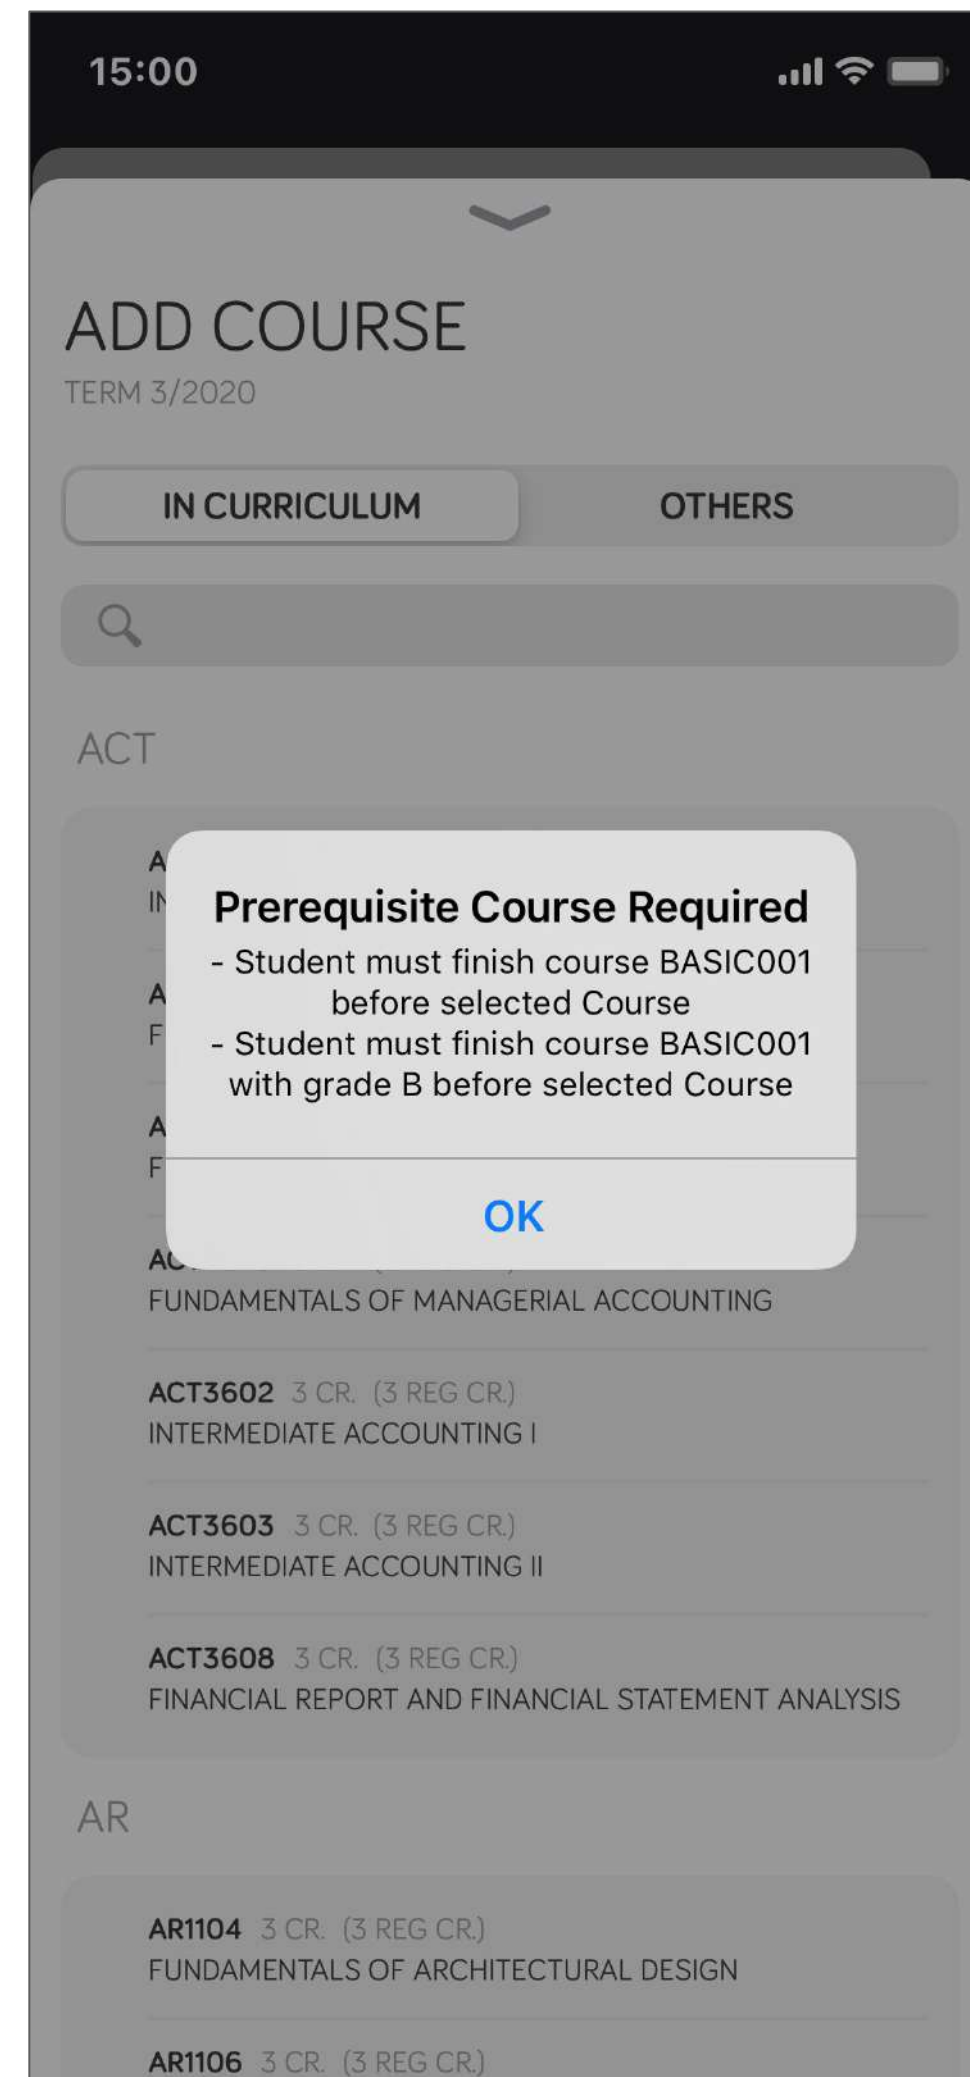 15:00
ADD COURSE
TERM 3/2020
IN CURRICULUM
OTHERS
ACT
Prerequisite Course Required
- Student must finish course BASIC001
before selected Course
- Student must finish course BASIC001
with grade B before selected Course
OK
FUNDAMENTALS OF MANAGERIAL ACCOUNTING
ACT3602 3 CR. (3 REG CR.)
INTERMEDIATE ACCOUNTING I
ACT3603 3 CR. (3 REG CR.)
INTERMEDIATE ACCOUNTING II
ACT3608 3 CR. (3 REG CR.)
FINANCIAL REPORT AND FINANCIAL STATEMENT ANALYSIS
AR
AR1104 3 CR. (3 REG CR.)
FUNDAMENTALS OF ARCHITECTURAL DESIGN
AR1106 3 CR. (3 REG CR.)